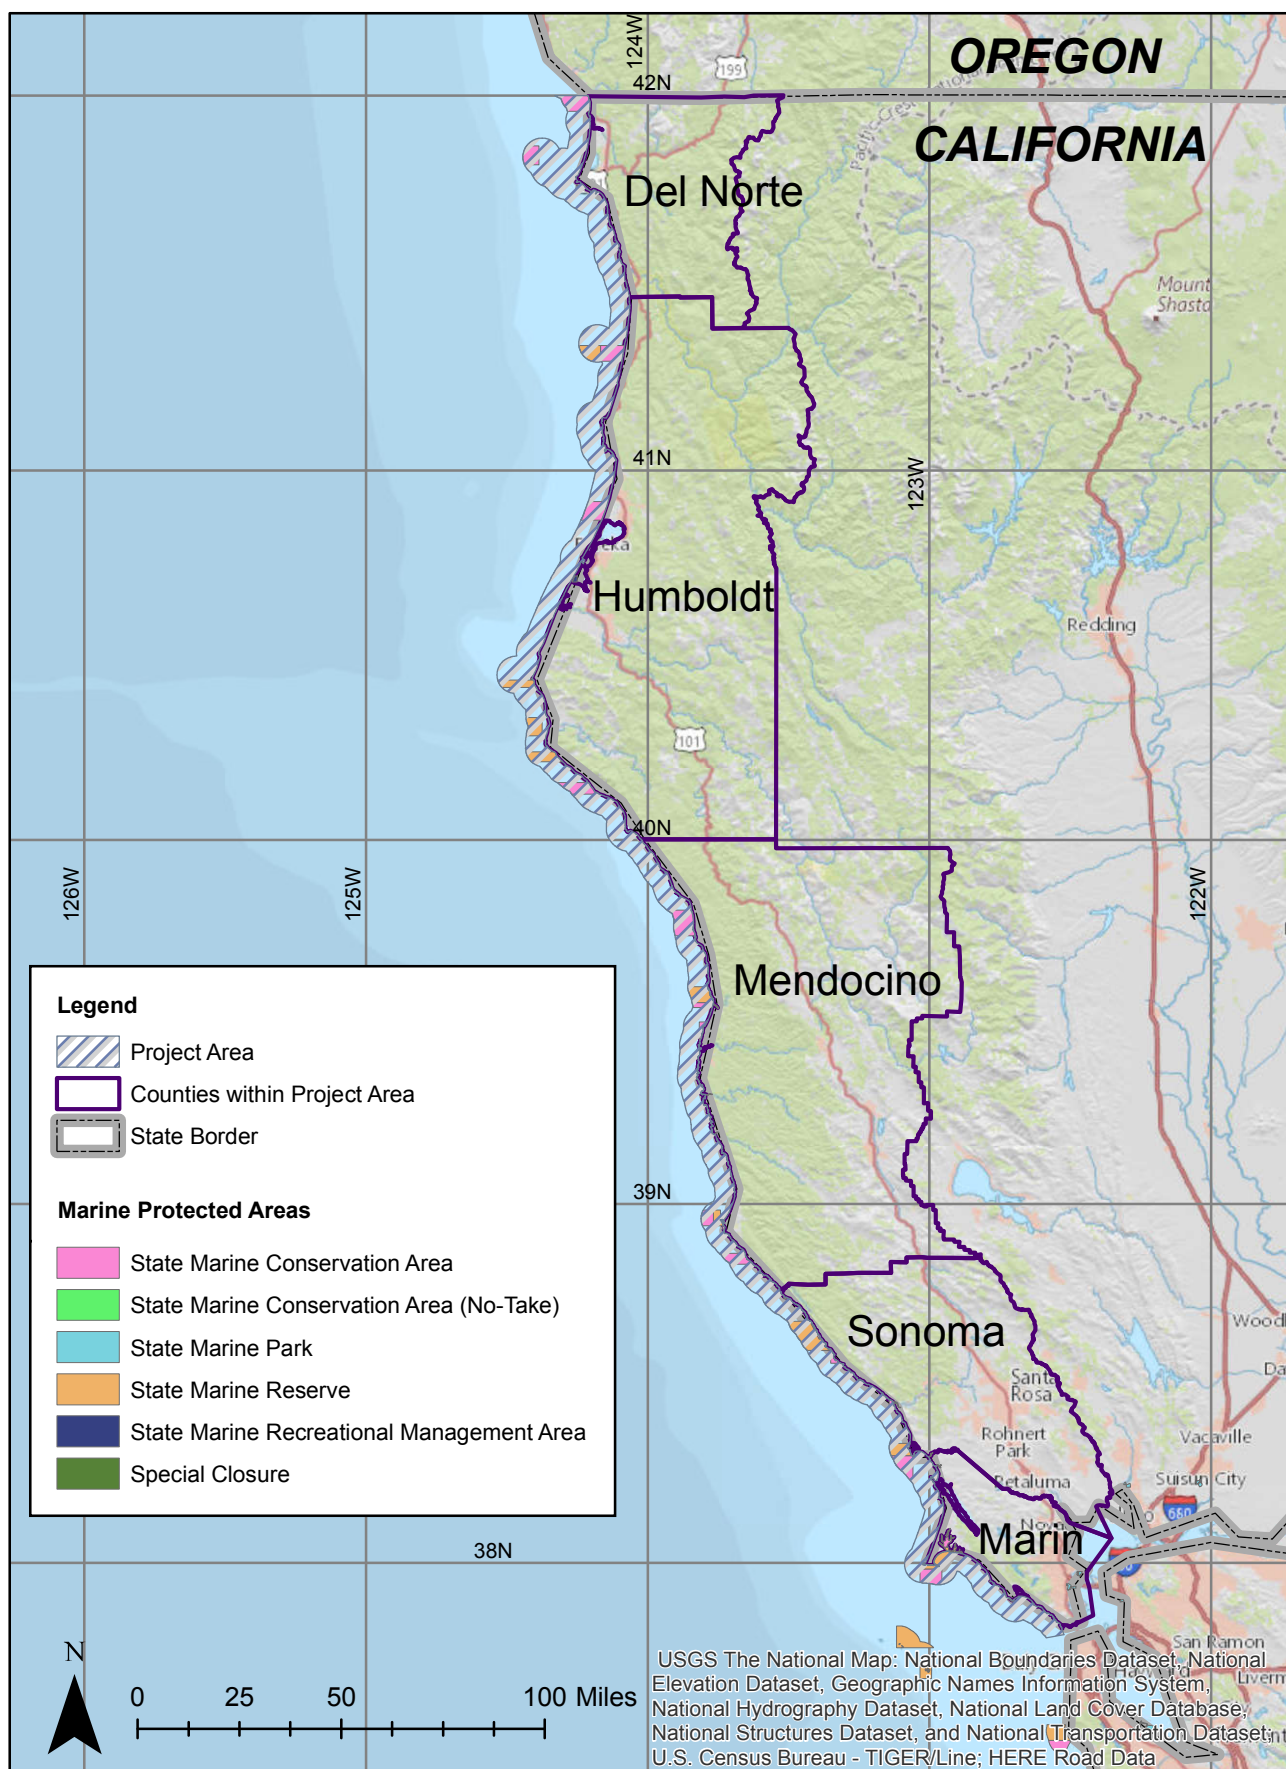 OREGON
124W
199
42N
CALIFORNIA
Del Norte
Mount
Shasta
41N
123W
Humboldt
Redding
101
40N
126W
125W
122W
Mendocino
Legend
Project Area
Counties within Project Area
State Border
39N
Marine Protected Areas
State Marine Conservation Area
State Marine Conservation Area (No-Take)
State Marine Park
State Marine Reserve
State Marine Recreational Management Area
Special Closure
Sonoma
Santa
Rosa
Rohnert
Park
Vacaville
Petaluma
Suisun City
680
Marin
38N
N
0 25 50 100 Miles
San Ramon
USGS The National Map: National Boundaries Dataset, National
Elevation Dataset, Geographic Names Information System,
National Hydrography Dataset, National Land Cover Database,
National Structures Dataset, and National Transportation Dataset;
U.S. Census Bureau - TIGER/Line; HERE Road Data